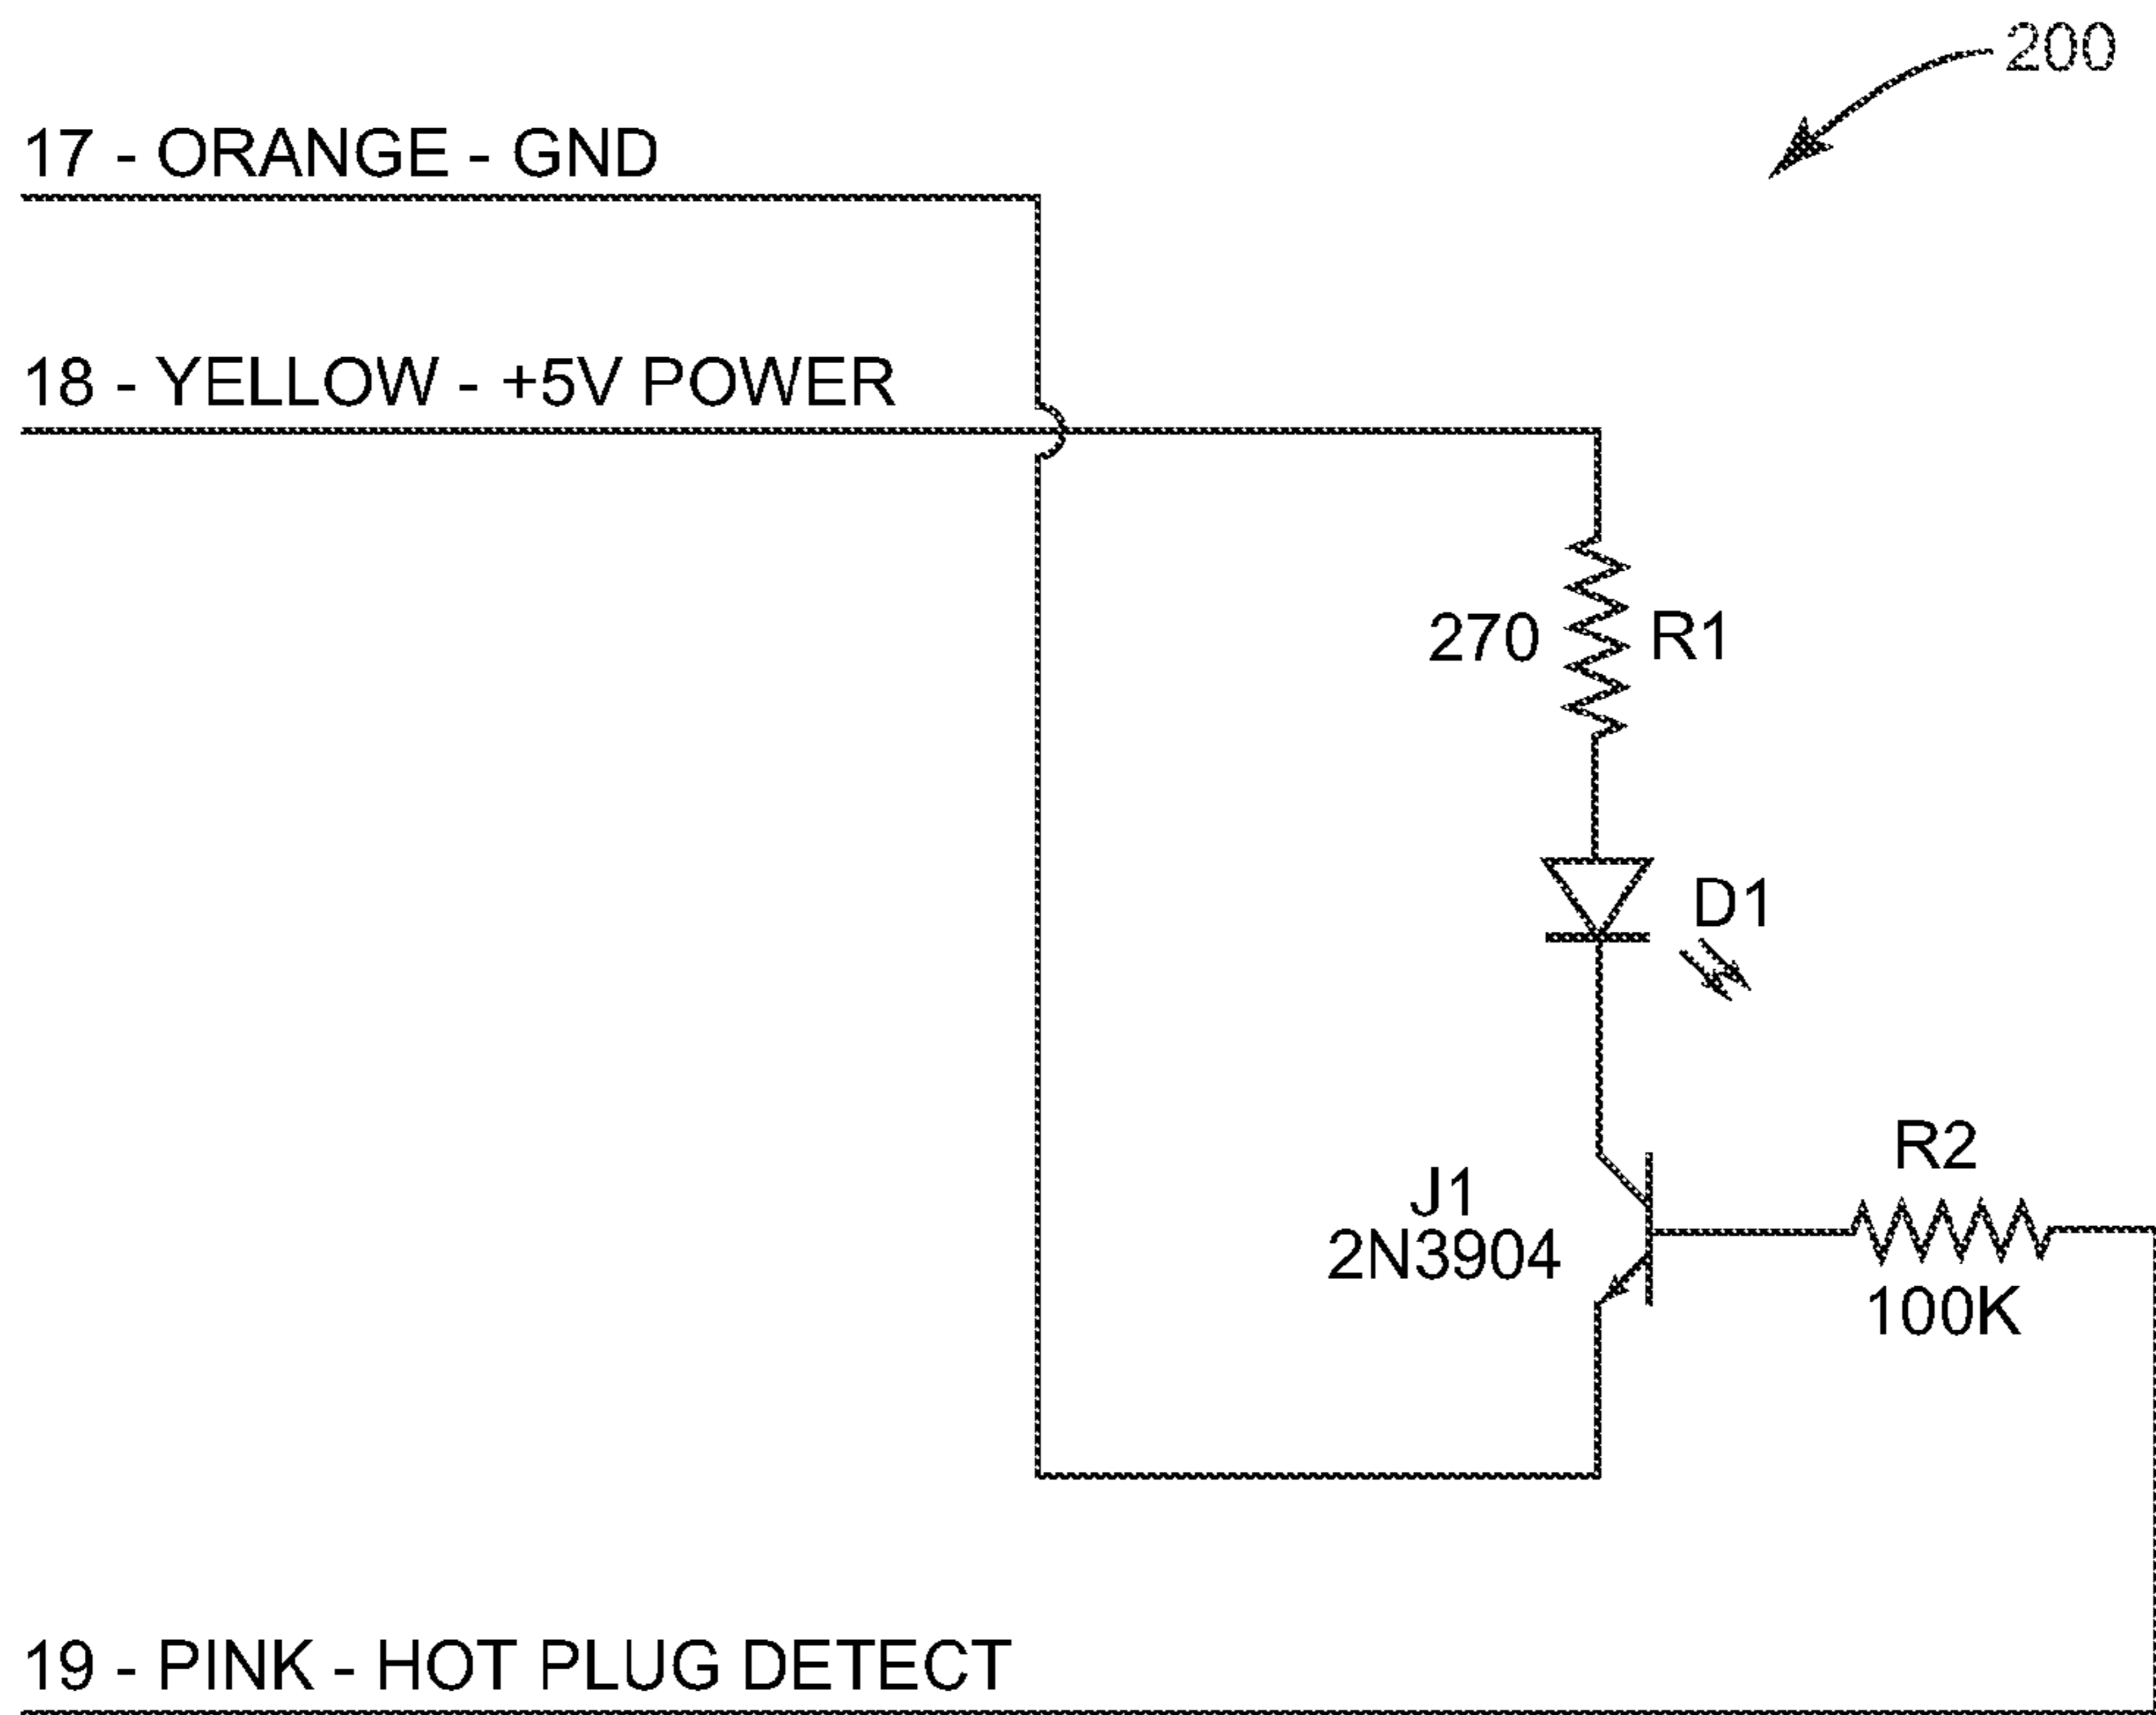 200
17 - ORANGE - GND
18 - YELLOW - +5V POWER
270 R1
D1
R2
J1
2N3904
100K
19 - PINK - HOT PLUG DETECT